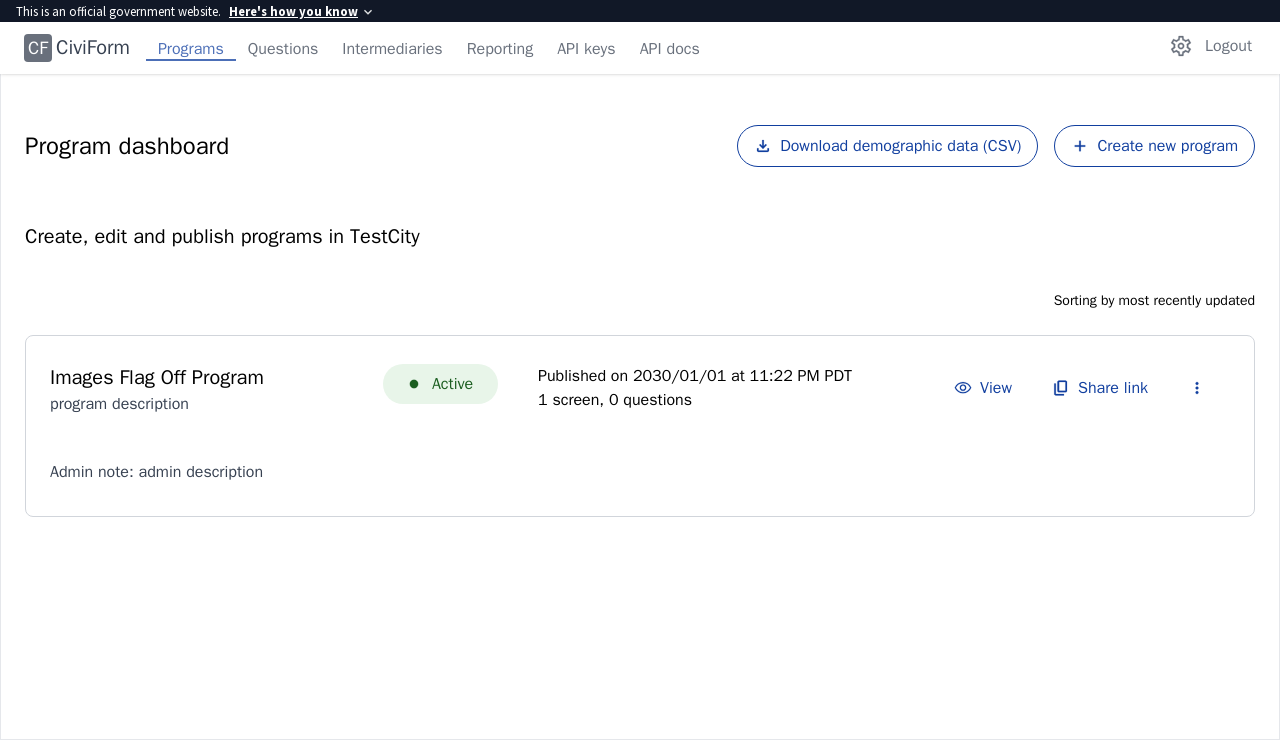 This is an official government website. Here's how you know
CF CiviForm Programs Questions Intermediaries Reporting API keys API docs Logout
Program dashboard Download demographic data (CSV) Create new program
Create, edit and publish programs in TestCity
Sorting by most recently updated
Images Flag Off Program
program description
Active
Published on 2030/01/01 at 11:22 PM PDT
1 screen, 0 questions
View Share link
Admin note: admin description